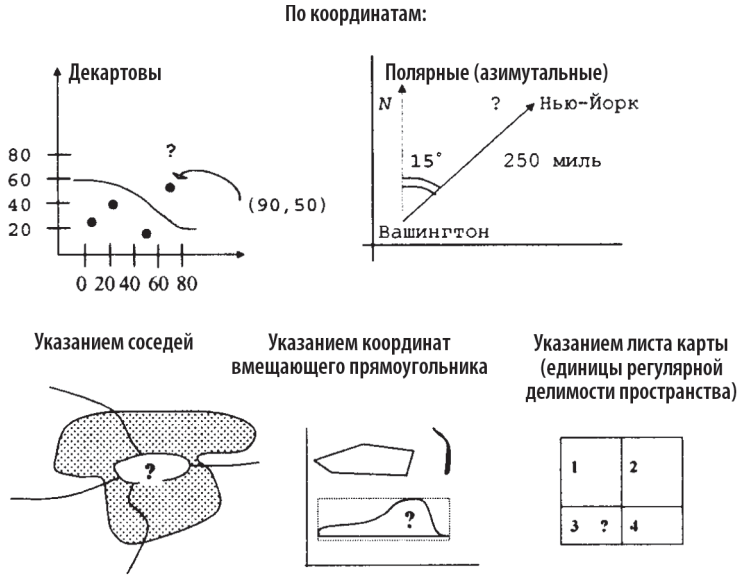 По координатам:
Декартовы
80
60
40
20
?
(90,50)
0 20 40 60 80
Полярные (азимутальные)
N
?
Нью-Йорк
15°
250 миль
Вашингтон
Указанием соседей
?
Указанием координат
вмещающего прямоугольника
?
Указанием листа карты
(единицы регулярной
делимости пространства)
1 2
3 ? 4